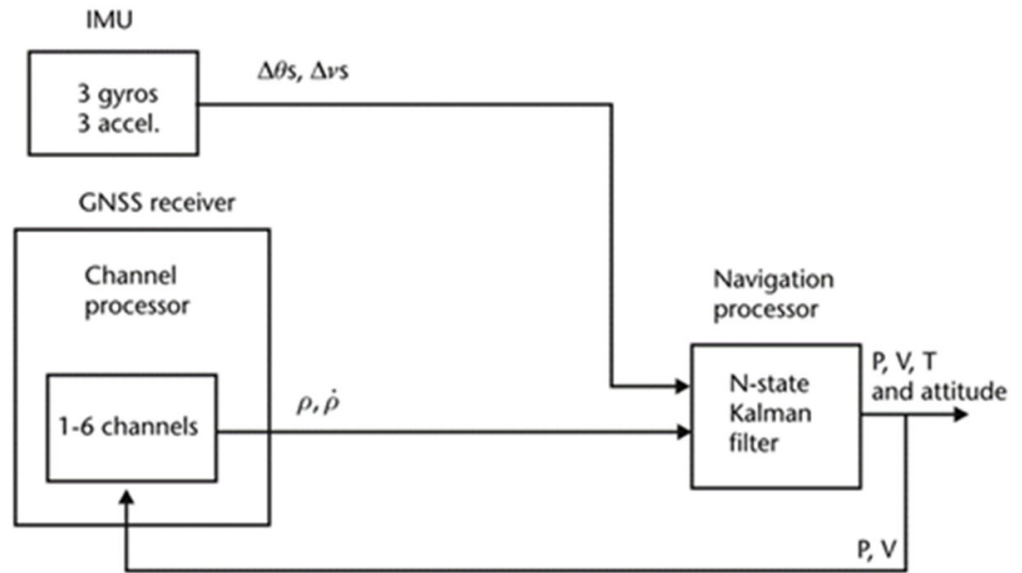 IMU
3 gyros
3 accel.
Δθs, Δνs
GNSS receiver
Channel
processor
1-6 channels
ρ, ρ̇
Navigation
processor
N-state
Kalman
filter
P, V, T
and attitude
P, V